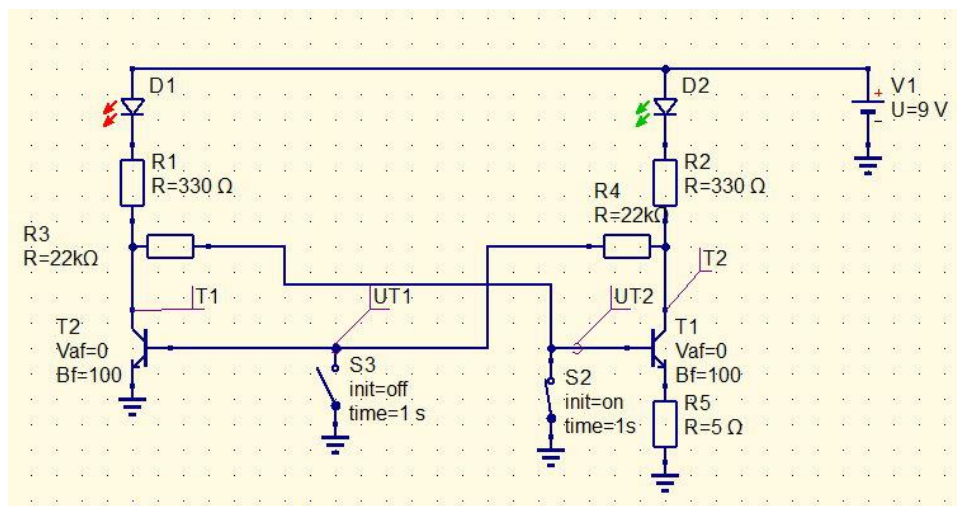 D1
D2
+
V1
U=9 V
-
R1
R=330 Ω
R2
R=330 Ω
R4
R=22kΩ
R3
R=22kΩ
T1
UT1
UT2
T2
T2
Vaf=0
Bf=100
S3
init=off
time=1 s
S2
init=on
time=1s
T1
Vaf=0
Bf=100
R5
R=5 Ω